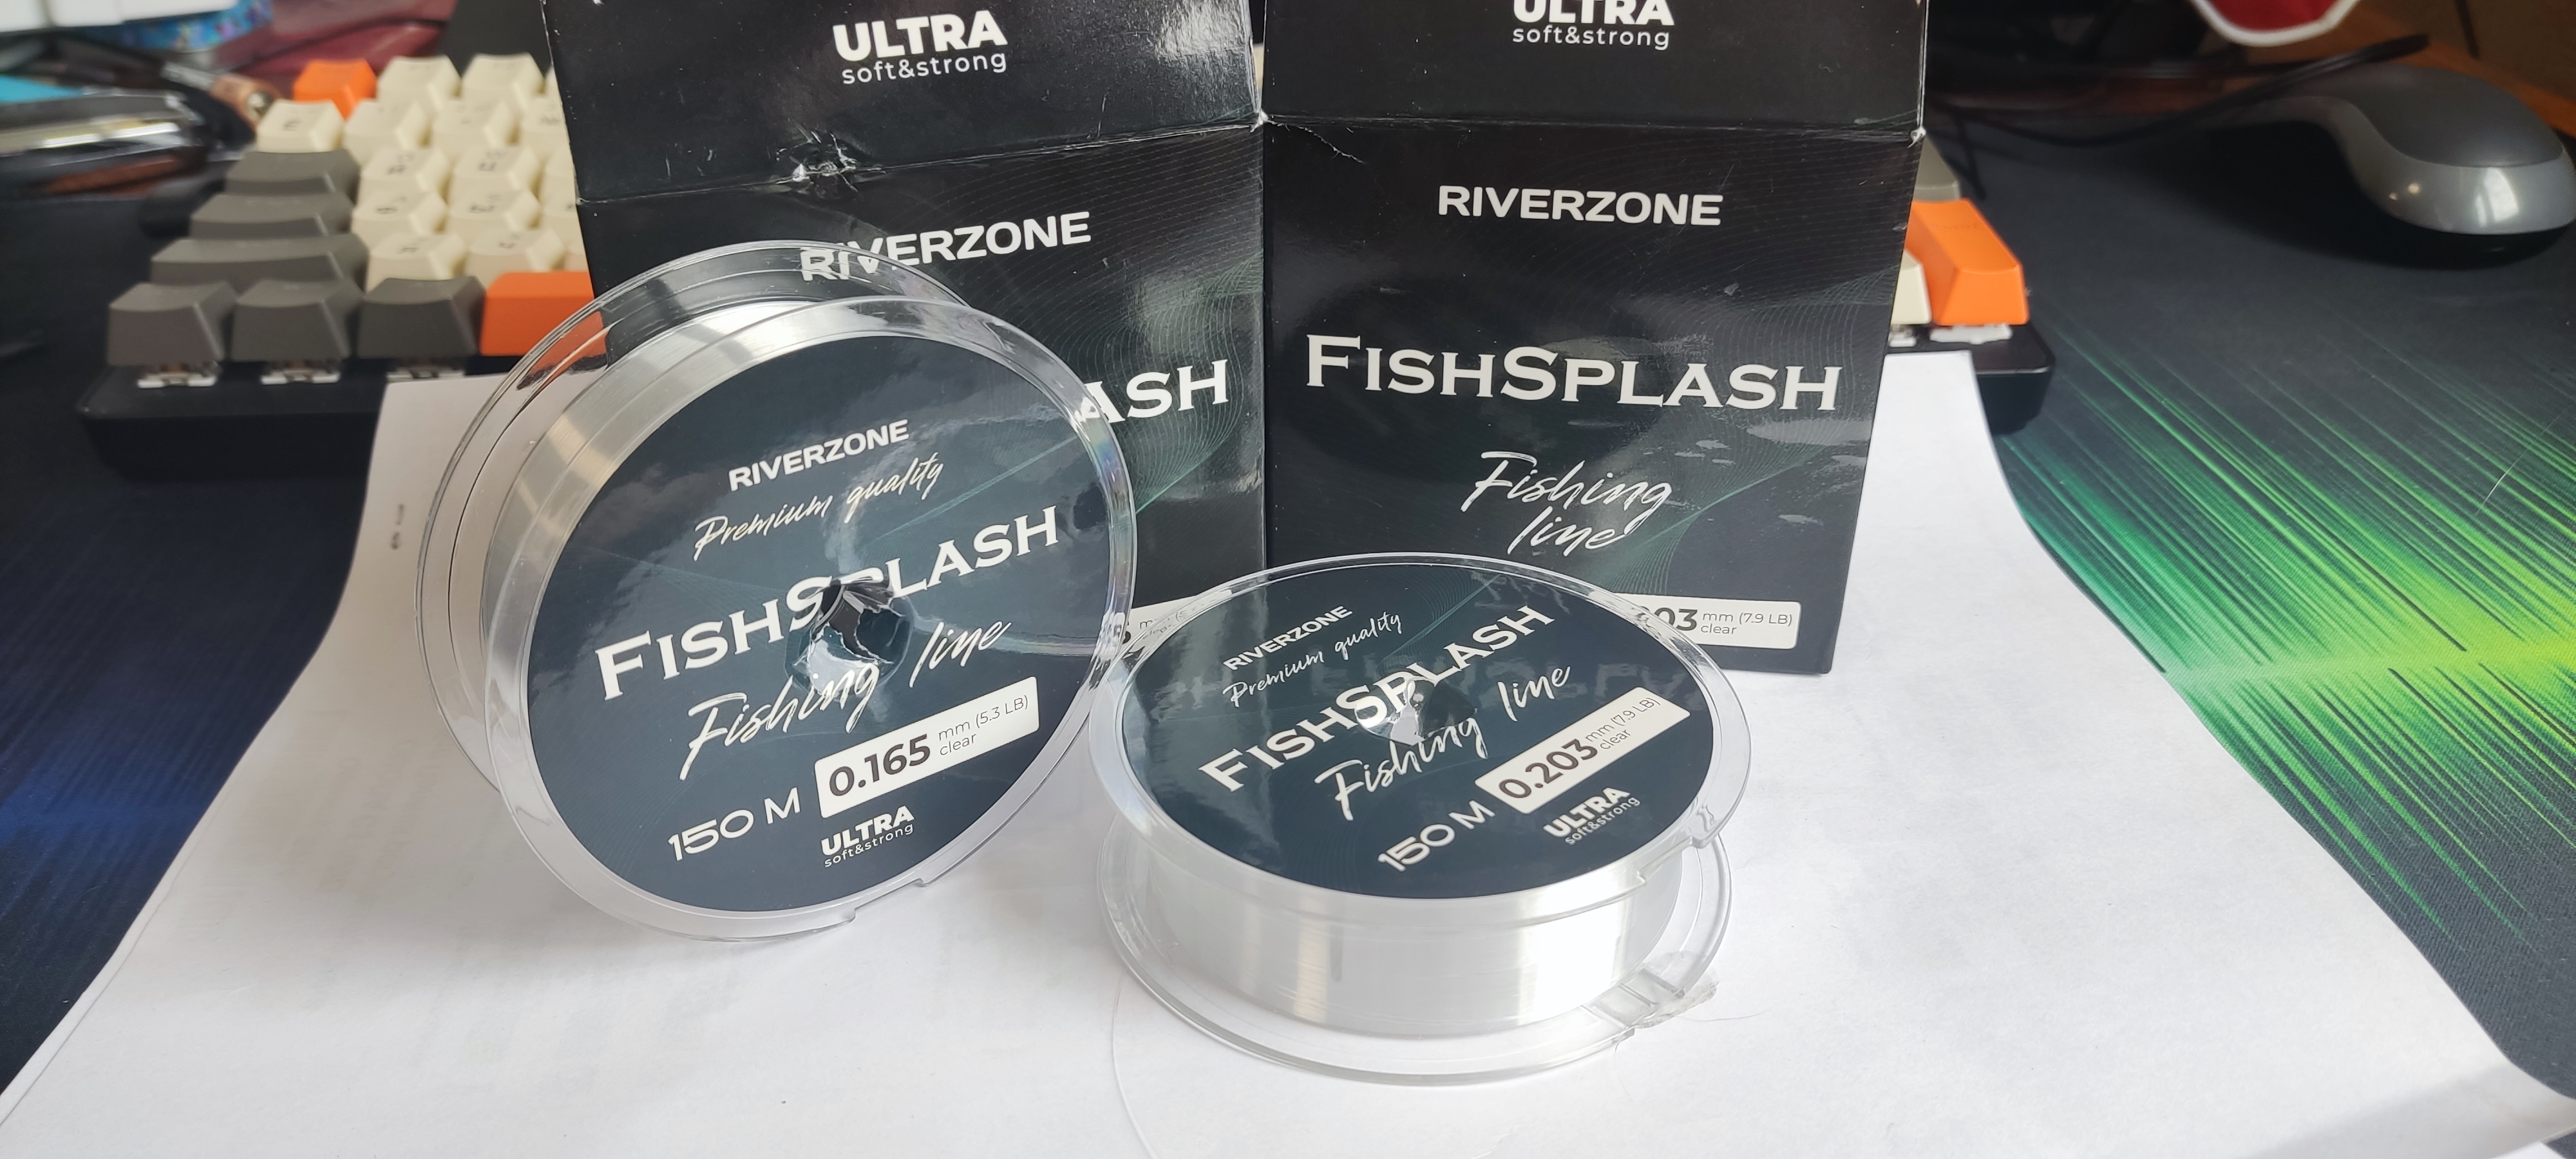 ULTRA
soft&strong
RIVERZONE
ASH
ULTRA
soft&strong
RIVERZONE
FISHSPLASH
Fishing
line
03 mm (7.9 LB)
clear
RIVERZONE
Premium quality
FISHSPLASH
Fishing line
150 M 0.165 mm (5.3 LB)
clear
ULTRA
soft&strong
RIVERZONE
Premium quality
FISHSPLASH
Fishing line
150 M 0.203 mm (7.9 LB)
clear
ULTRA
soft&strong